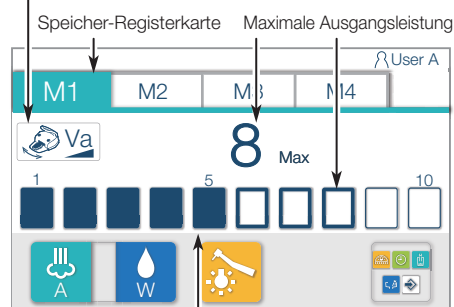 Speicher-Registerkarte Maximale Ausgangsleistung
User A
M1 M2 M3 M4
Va 8 Max
1 5 10
A W